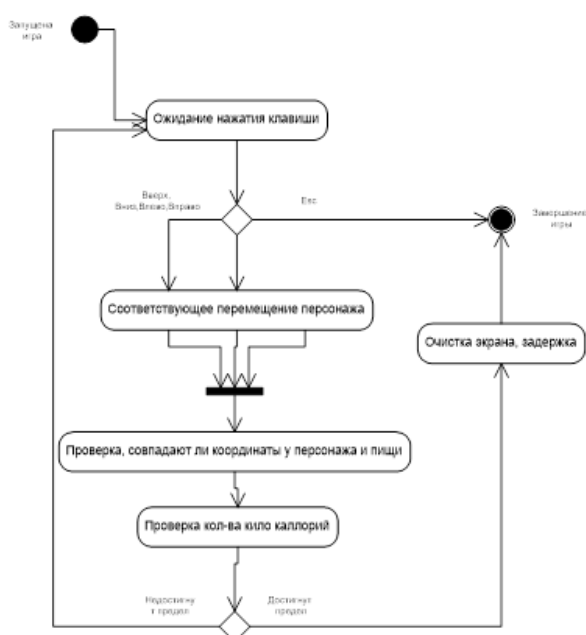 Запущена
игра
Ожидание нажатия клавиши
Вверх,
Вниз,Влево,Вправо
Esc
Завершение
игры
Соответствующее перемещение персонажа
Очистка экрана, задержка
Проверка, совпадают ли координаты у персонажа и пищи
Проверка кол-ва кило каллорий
Недостигну
т предел
Достигнут
предел